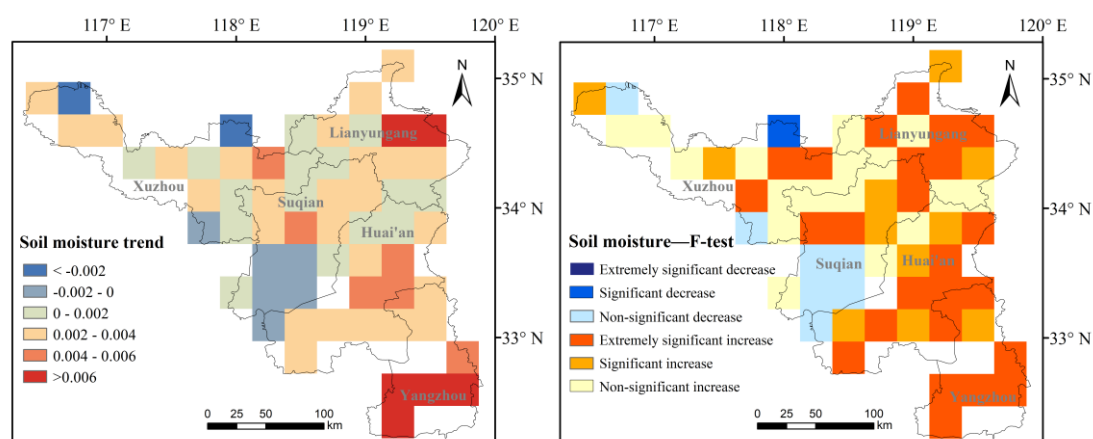 117° E 118° E 119° E 120° E
N
35° N
Lianyungang
Xuzhou
Suqian
34° N
Huai'an
Soil moisture trend
< -0.002
-0.002 - 0
0 - 0.002
0.002 - 0.004
0.004 - 0.006
>0.006
33° N
Yangzhou
0 25 50 100
km
117° E 118° E 119° E 120° E
N
35° N
Lianyungang
Xuzhou
34° N
Soil moisture—F-test
Suqian
Huai'an
Extremely significant decrease
Significant decrease
Non-significant decrease
Extremely significant increase
Significant increase
Non-significant increase
33° N
Yangzhou
0 25 50 100
km